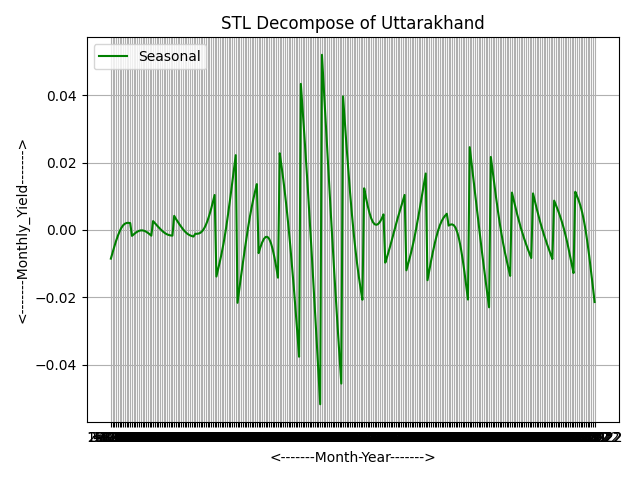 STL Decompose of Uttarakhand
Seasonal
0.04
0.02
0.00
−0.02
−0.04
<------Monthly_Yield------->
<-------Month-Year------->